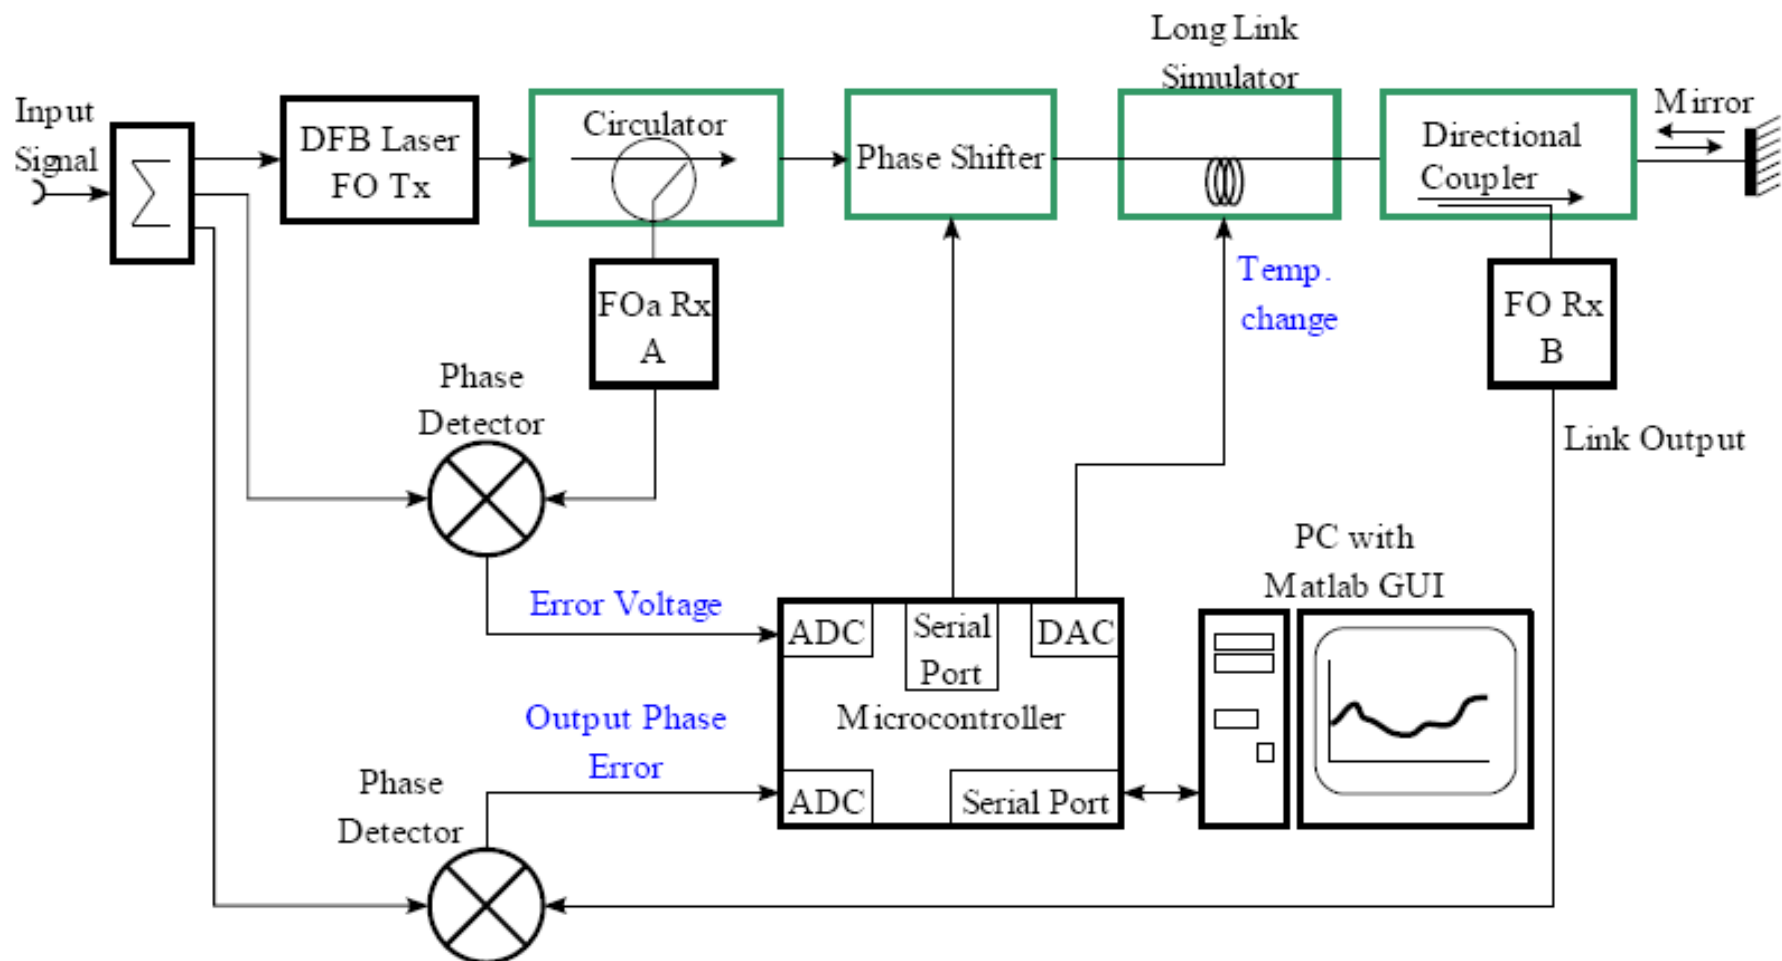 Long Link
Simulator
Input
Signal
DFB Laser
FO Tx
Circulator
Phase Shifter
Directional
Coupler
Mirror
Temp.
change
FOa Rx
A
FO Rx
B
Phase
Detector
Link Output
Error Voltage
PC with
Matlab GUI
ADC
Serial
Port
DAC
Microcontroller
Output Phase
Error
ADC
Serial Port
Phase
Detector